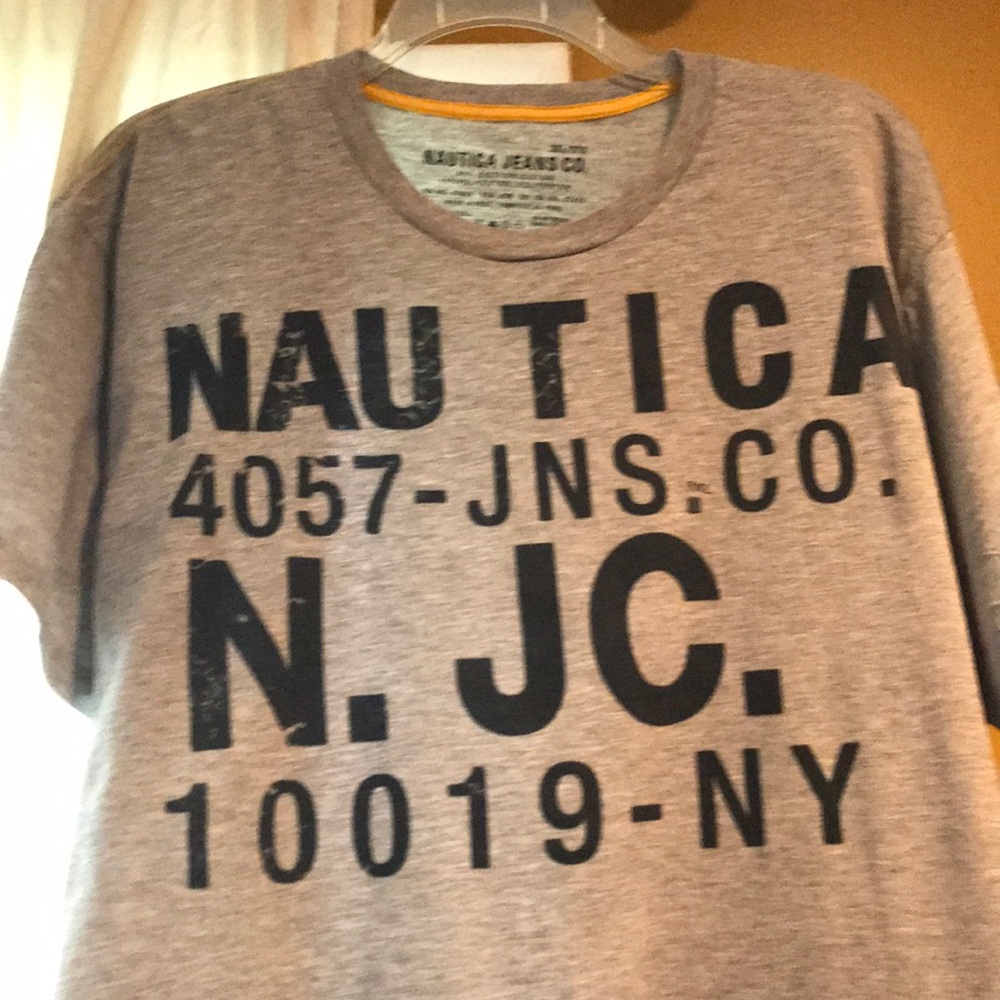 NAUTICA JEANS CO.
NAU TICA
4057-JNS.CO.
N. JC.
10019-NY